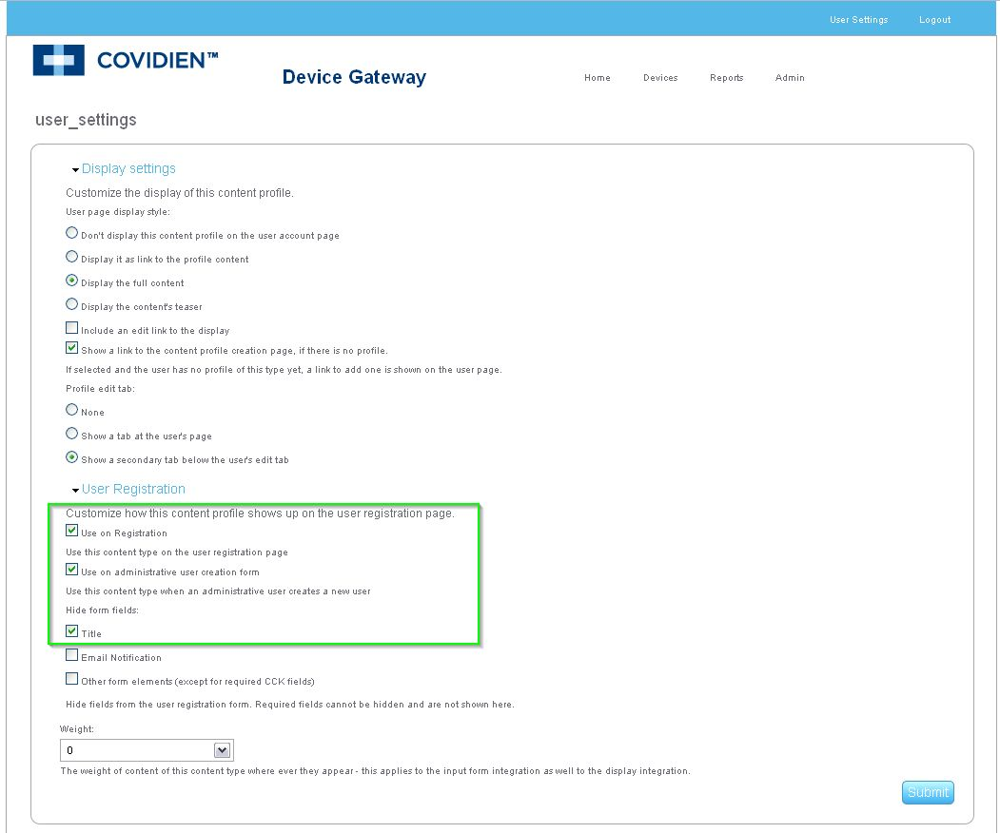 User Settings Logout
COVIDIEN™
Device Gateway
Home Devices Reports Admin
user_settings
Display settings
Customize the display of this content profile.
User page display style:
Don't display this content profile on the user account page
Display it as link to the profile content
Display the full content
Display the content's teaser
Include an edit link to the display
Show a link to the content profile creation page, if there is no profile.
If selected and the user has no profile of this type yet, a link to add one is shown on the user page.
Profile edit tab:
None
Show a tab at the user's page
Show a secondary tab below the user's edit tab
User Registration
Customize how this content profile shows up on the user registration page.
Use on Registration
Use this content type on the user registration page
Use on administrative user creation form
Use this content type when an administrative user creates a new user
Hide form fields:
Title
Email Notification
Other form elements (except for required CCK fields)
Hide fields from the user registration form. Required fields cannot be hidden and are not shown here.
Weight:
0
The weight of content of this content type where ever they appear - this applies to the input form integration as well to the display integration.
Submit